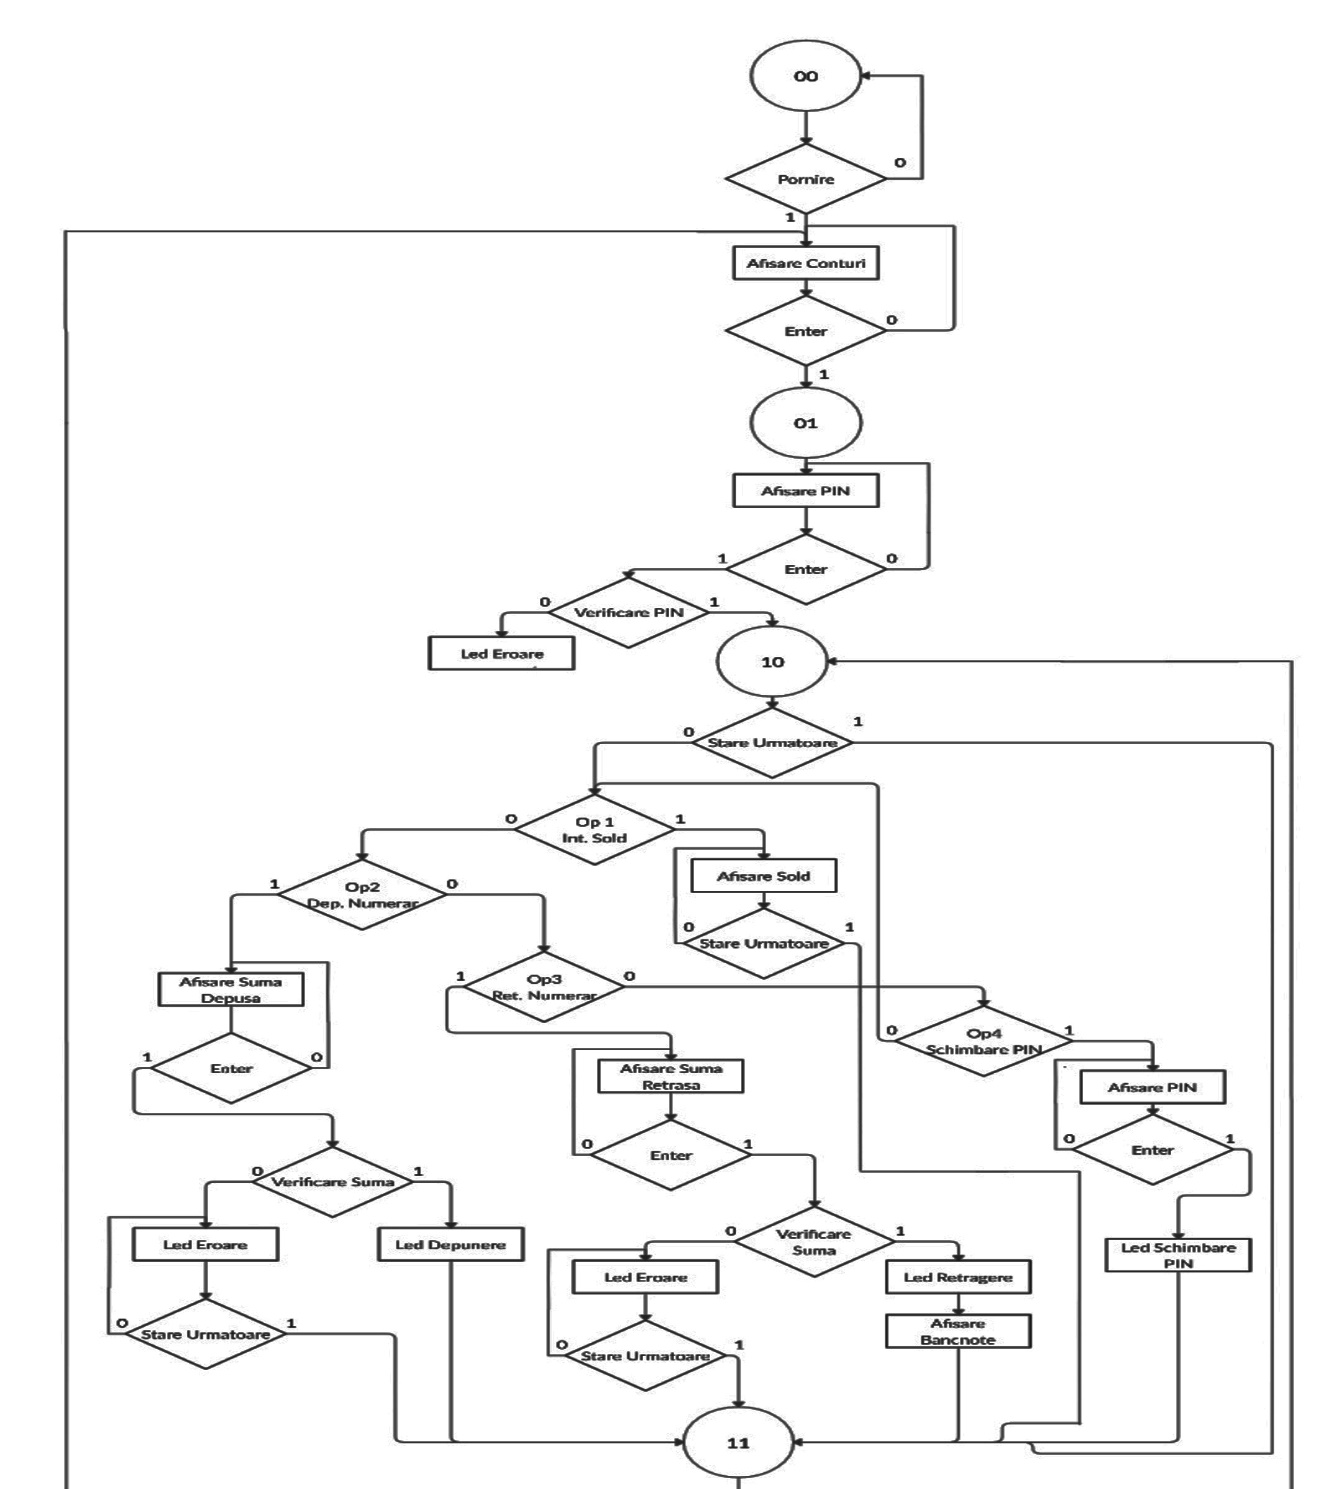 00
Pornire
0
1
Afisare Conturi
Enter
0
1
01
Afisare PIN
Enter
1
0
Verificare PIN
0
1
Led Eroare
10
Stare Urmatoare
0
1
Op 1
Int. Sold
0
1
Afisare Sold
Op2
Dep. Numerar
1
0
Stare Urmatoare
0
1
Afisare Suma
Depusa
Op3
Ret. Numerar
1
0
Op4
Schimbare PIN
0
1
Enter
1
0
Afisare Suma
Retrasa
Afisare PIN
Enter
0
1
Enter
0
1
Verificare Suma
0
1
Led Eroare
Led Depunere
Verificare
Suma
0
1
Led Schimbare
PIN
Led Eroare
Led Retragere
Stare Urmatoare
0
1
Afisare
Bancnote
Stare Urmatoare
0
1
11